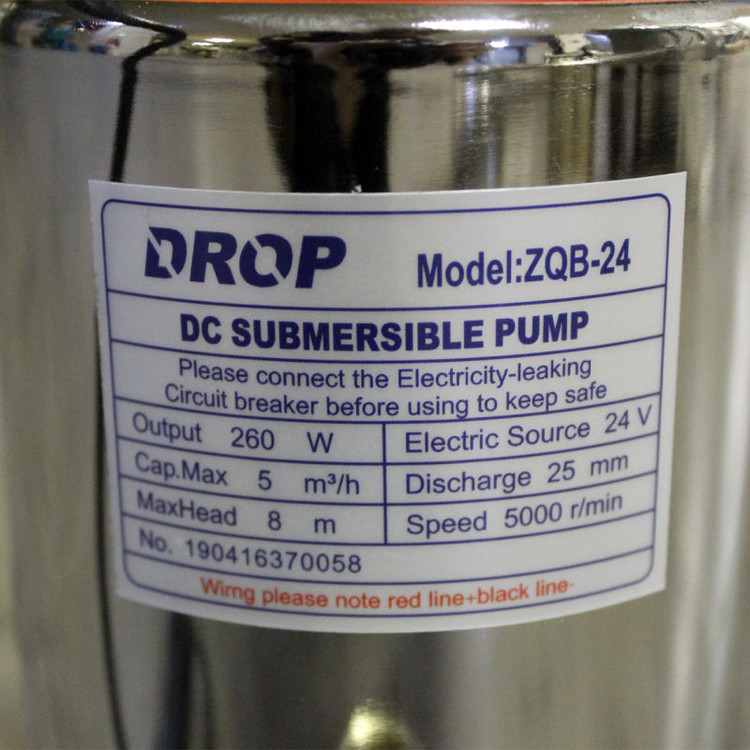 DROP Model:ZQB-24
DC SUBMERSIBLE PUMP
Please connect the Electricity-leaking
Circuit breaker before using to keep safe
Output 260 W Electric Source 24 V
Cap.Max 5 m³/h Discharge 25 mm
MaxHead 8 m Speed 5000 r/min
No. 190416370058
Wirng please note red line+black line-